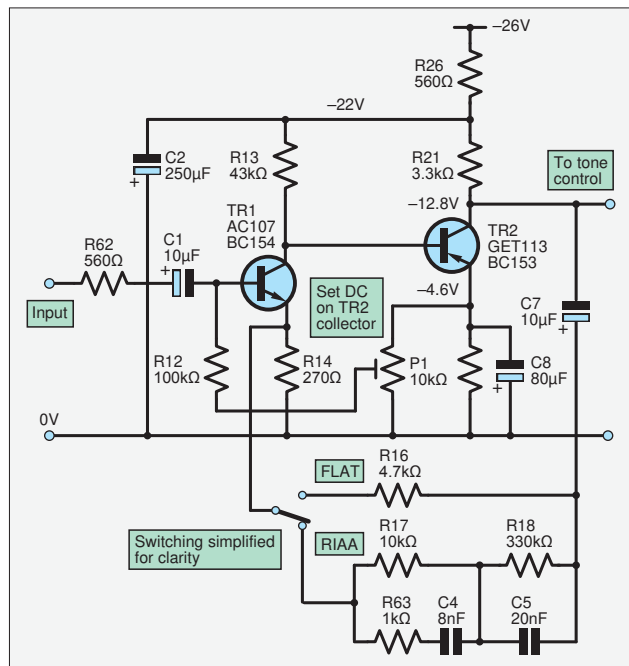 –26V
R26
560Ω
–22V
C2
250µF
+
R13
43kΩ
R21
3.3kΩ
To tone
control
–12.8V
TR1
AC107
BC154
TR2
GET113
BC153
R62
560Ω
C1
10µF
+
Input
Set DC
on TR2
collector
–4.6V
C7
10µF
+
R12
100kΩ
R14
270Ω
P1
10kΩ
C8
80µF
+
0V
FLAT
R16
4.7kΩ
Switching simplified
for clarity
RIAA
R17
10kΩ
R18
330kΩ
R63
1kΩ
C4
8nF
C5
20nF